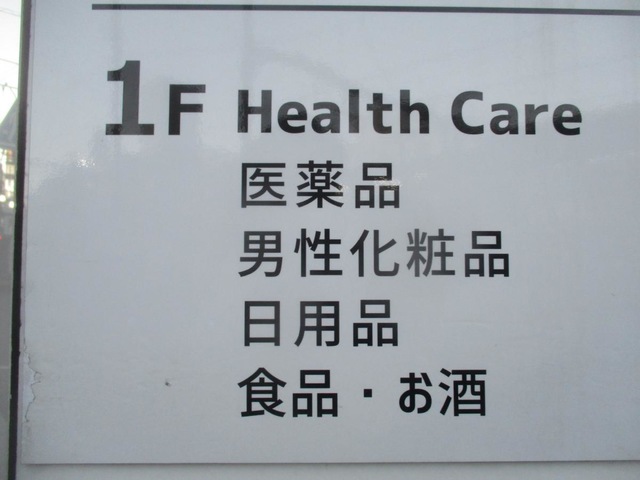 1F Health Care
医薬品
男性化粧品
日用品
食品・お酒